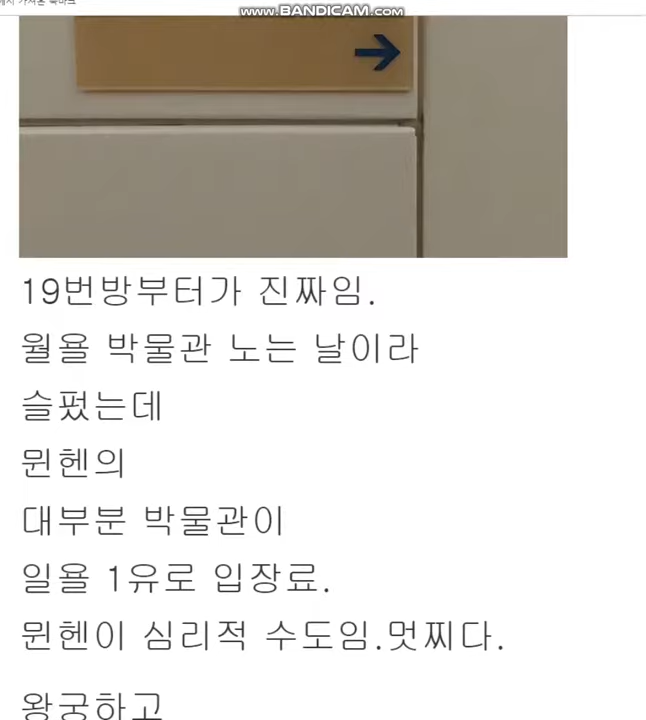 www.BANDICAM.com
19번방부터가 진짜임.
월욜 박물관 노는 날이라
슬펐는데
뮌헨의
대부분 박물관이
일욜 1유로 입장료.
뮌헨이 심리적 수도임.멋찌다.
왕궁하고